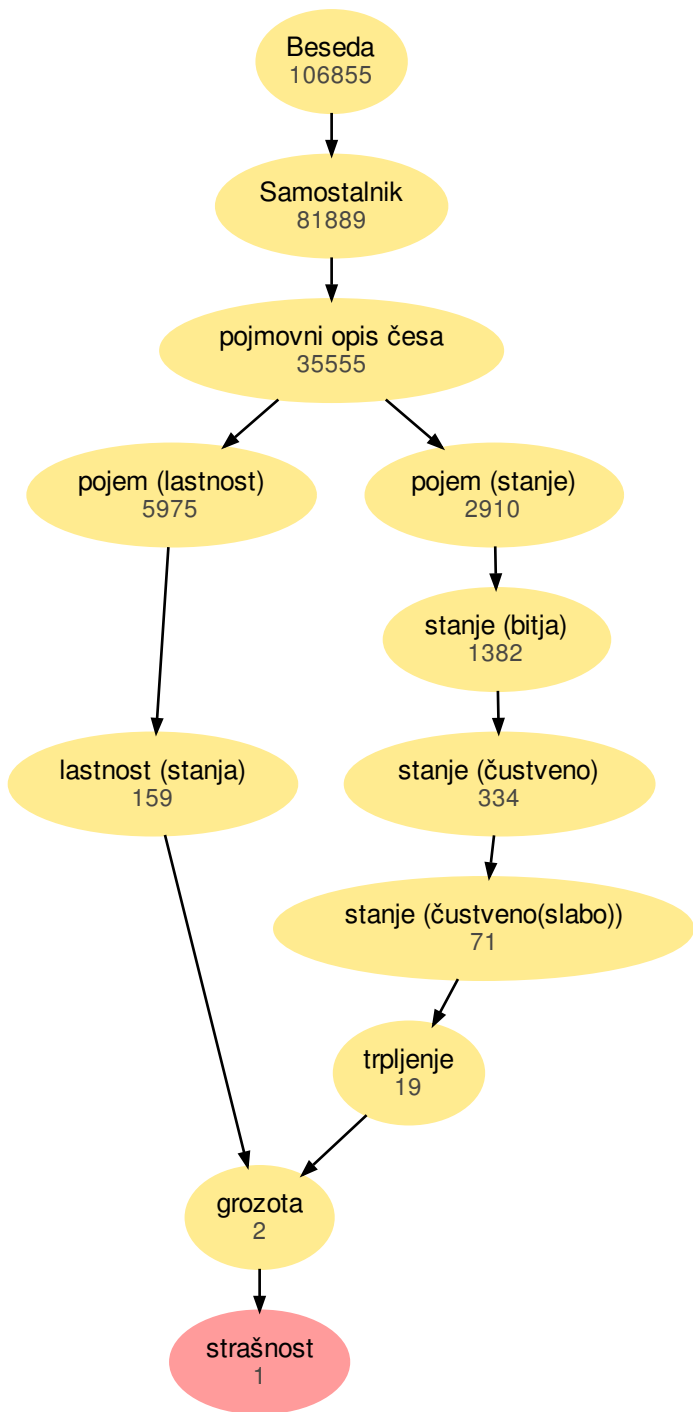 Beseda
106855
Samostalnik
81889
pojmovni opis česa
35555
pojem (lastnost)
5975
pojem (stanje)
2910
stanje (bitja)
1382
lastnost (stanja)
159
stanje (čustveno)
334
stanje (čustveno(slabo))
71
trpljenje
19
grozota
2
strašnost
1